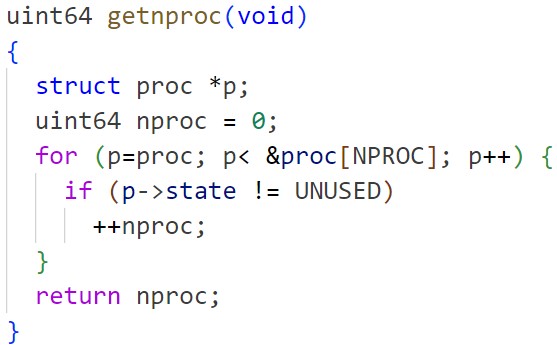 uint64 getnproc(void)
{
  struct proc *p;
  uint64 nproc = 0;
  for (p=proc; p< &proc[NPROC]; p++) {
    if (p->state != UNUSED)
      ++nproc;
  }
  return nproc;
}